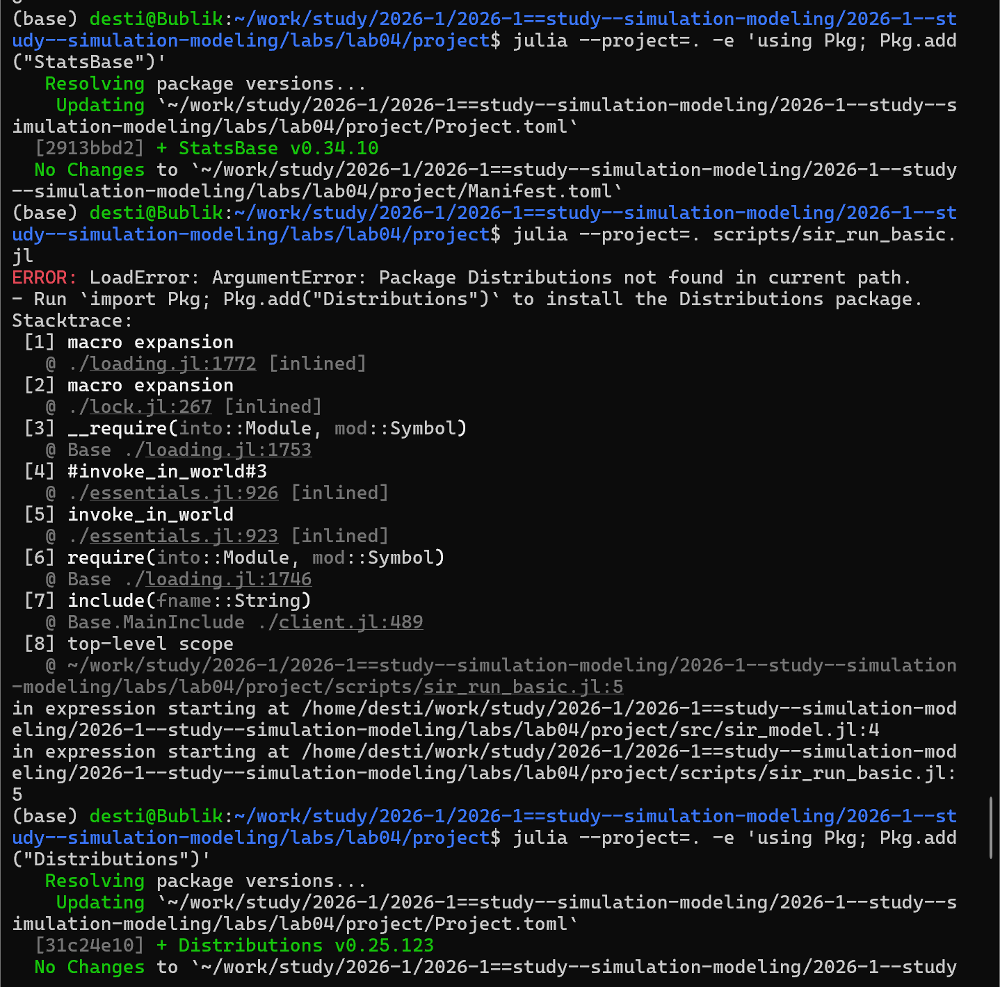 (base) desti@Bublik:~/work/study/2026-1/2026-1==study--simulation-modeling/2026-1--st
udy--simulation-modeling/labs/lab04/project$ julia --project=. -e 'using Pkg; Pkg.add
("StatsBase")'
   Resolving package versions...
    Updating `~/work/study/2026-1/2026-1==study--simulation-modeling/2026-1--study--s
imulation-modeling/labs/lab04/project/Project.toml`
  [2913bbd2] + StatsBase v0.34.10
  No Changes to `~/work/study/2026-1/2026-1==study--simulation-modeling/2026-1--study
--simulation-modeling/labs/lab04/project/Manifest.toml`
(base) desti@Bublik:~/work/study/2026-1/2026-1==study--simulation-modeling/2026-1--st
udy--simulation-modeling/labs/lab04/project$ julia --project=. scripts/sir_run_basic.
jl
ERROR: LoadError: ArgumentError: Package Distributions not found in current path.
- Run `import Pkg; Pkg.add("Distributions")` to install the Distributions package.
Stacktrace:
 [1] macro expansion
   @ ./loading.jl:1772 [inlined]
 [2] macro expansion
   @ ./lock.jl:267 [inlined]
 [3] __require(into::Module, mod::Symbol)
   @ Base ./loading.jl:1753
 [4] #invoke_in_world#3
   @ ./essentials.jl:926 [inlined]
 [5] invoke_in_world
   @ ./essentials.jl:923 [inlined]
 [6] require(into::Module, mod::Symbol)
   @ Base ./loading.jl:1746
 [7] include(fname::String)
   @ Base.MainInclude ./client.jl:489
 [8] top-level scope
   @ ~/work/study/2026-1/2026-1==study--simulation-modeling/2026-1--study--simulation
-modeling/labs/lab04/project/scripts/sir_run_basic.jl:5
in expression starting at /home/desti/work/study/2026-1/2026-1==study--simulation-mod
eling/2026-1--study--simulation-modeling/labs/lab04/project/src/sir_model.jl:4
in expression starting at /home/desti/work/study/2026-1/2026-1==study--simulation-mod
eling/2026-1--study--simulation-modeling/labs/lab04/project/scripts/sir_run_basic.jl:
5
(base) desti@Bublik:~/work/study/2026-1/2026-1==study--simulation-modeling/2026-1--st
udy--simulation-modeling/labs/lab04/project$ julia --project=. -e 'using Pkg; Pkg.add
("Distributions")'
   Resolving package versions...
    Updating `~/work/study/2026-1/2026-1==study--simulation-modeling/2026-1--study--s
imulation-modeling/labs/lab04/project/Project.toml`
  [31c24e10] + Distributions v0.25.123
  No Changes to `~/work/study/2026-1/2026-1==study--simulation-modeling/2026-1--study